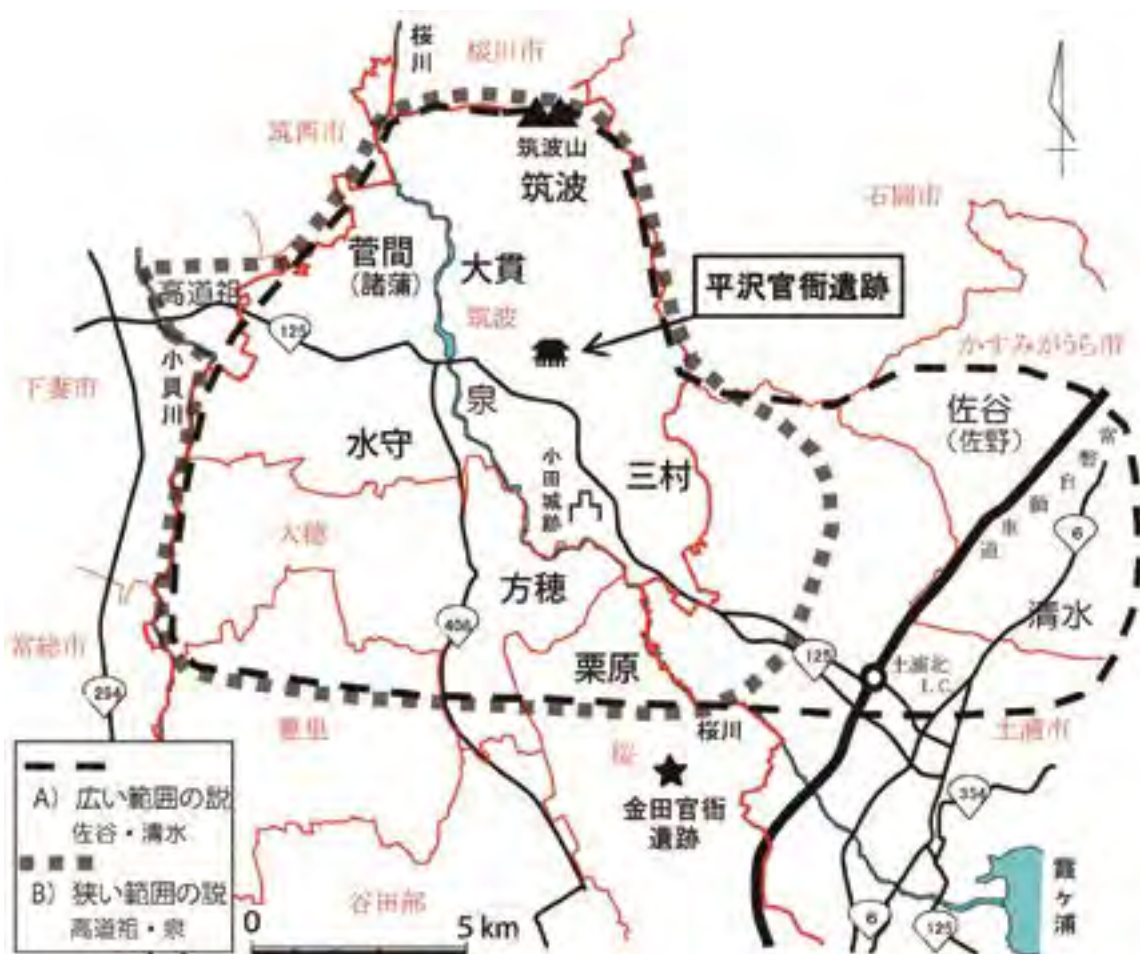 桜川
桜川市
筑西市
筑波山
筑波
石岡市
菅間
(諸蒲)
大貫
平沢官衙遺跡
高道祖
125
筑波
かすみがうら市
小貝川
下妻市
泉
佐谷
(佐野)
水守
小田城跡
三村
常磐自動車道
6
大穂
方穂
清水
408
栗原
125
土浦北
I.C.
常総市
294
豊里
桜川
土浦市
桜
金田官衙
遺跡
354
A) 広い範囲の説
佐谷・清水
B) 狭い範囲の説
高道祖・泉
谷田部
0
5 km
6
125
霞ヶ浦